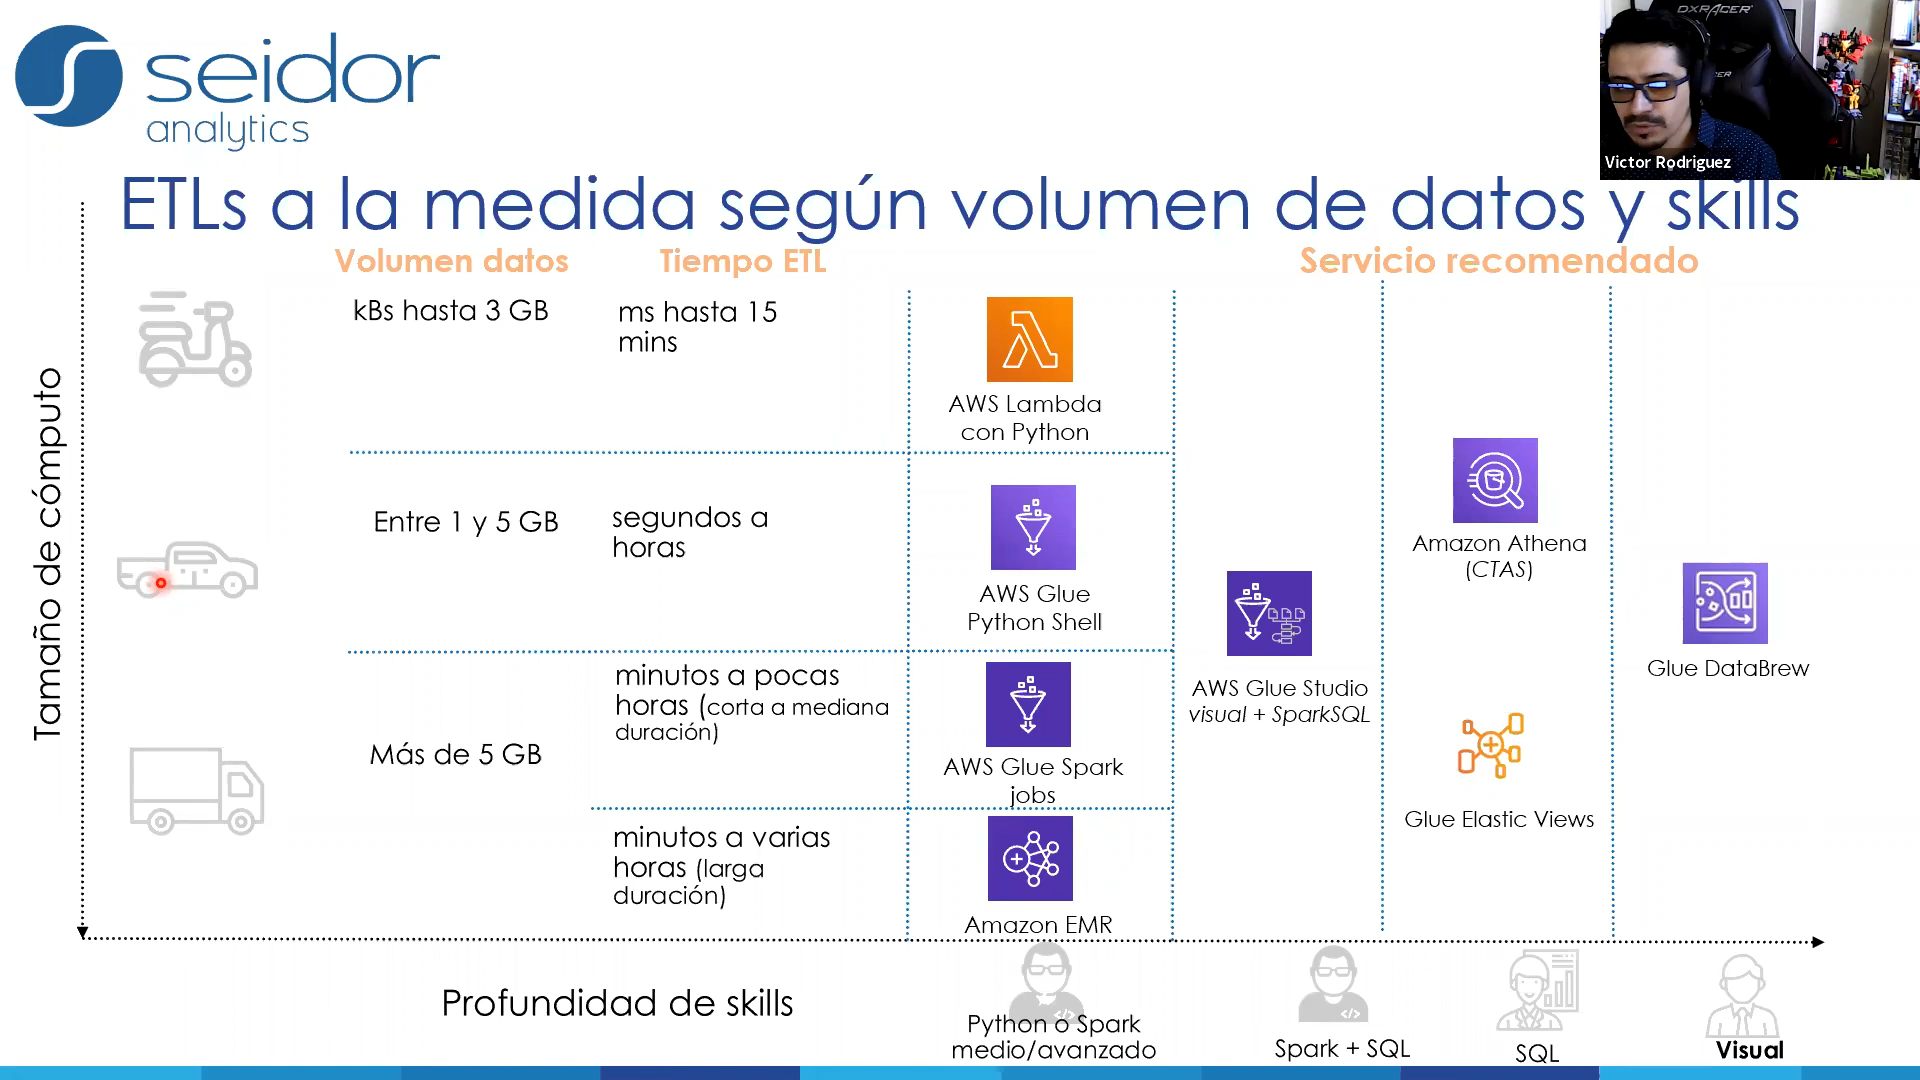 seidor
analytics
DXRACER
Victor Rodriguez
ETLs a la medida según volumen de datos y skills
Volumen datos
Tiempo ETL
Servicio recomendado
Tamaño de cómputo
kBs hasta 3 GB
ms hasta 15
mins
AWS Lambda
con Python
Entre 1 y 5 GB
segundos a
horas
AWS Glue
Python Shell
Más de 5 GB
minutos a pocas
horas (corta a mediana
duración)
AWS Glue Spark
jobs
minutos a varias
horas (larga
duración)
Amazon EMR
AWS Glue Studio
visual + SparkSQL
Amazon Athena
(CTAS)
Glue Elastic Views
Glue DataBrew
Profundidad de skills
Python o Spark
medio/avanzado
Spark + SQL
SQL
Visual